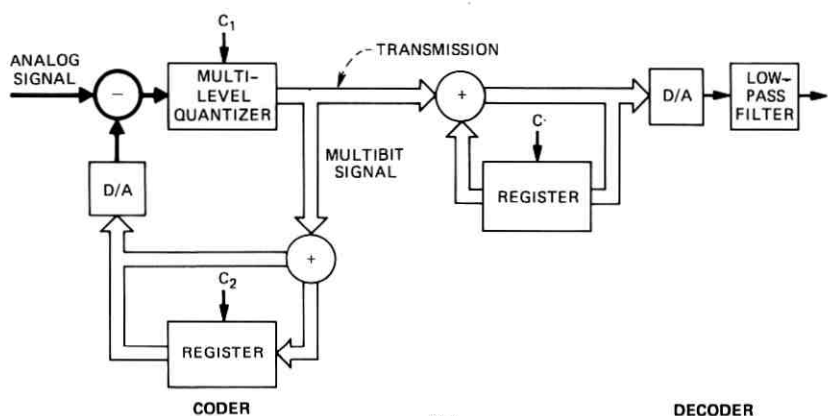 C1
TRANSMISSION
ANALOG
SIGNAL
−
MULTI-
LEVEL
QUANTIZER
+
D/A
LOW-
PASS
FILTER
MULTIBIT
SIGNAL
C
REGISTER
D/A
+
C2
REGISTER
CODER
DECODER